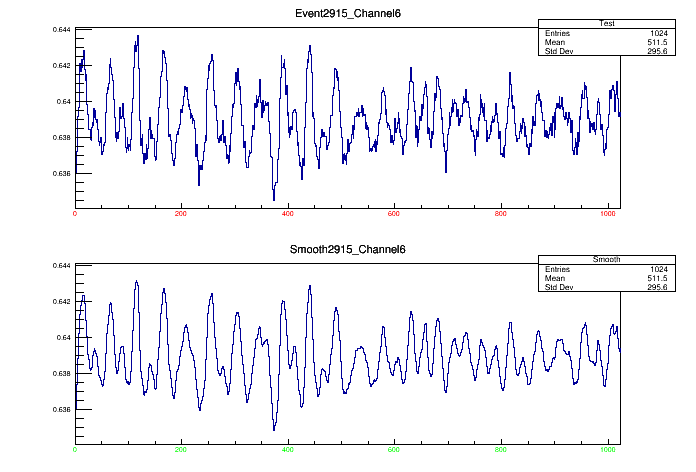 Event2915_Channel6
Test
Entries 1024
Mean 511.5
Std Dev 295.6
0.644
0.642
0.64
0.638
0.636
0 200 400 600 800 1000
Smooth2915_Channel6
Smooth
Entries 1024
Mean 511.5
Std Dev 295.6
0.644
0.642
0.64
0.638
0.636
0 200 400 600 800 1000